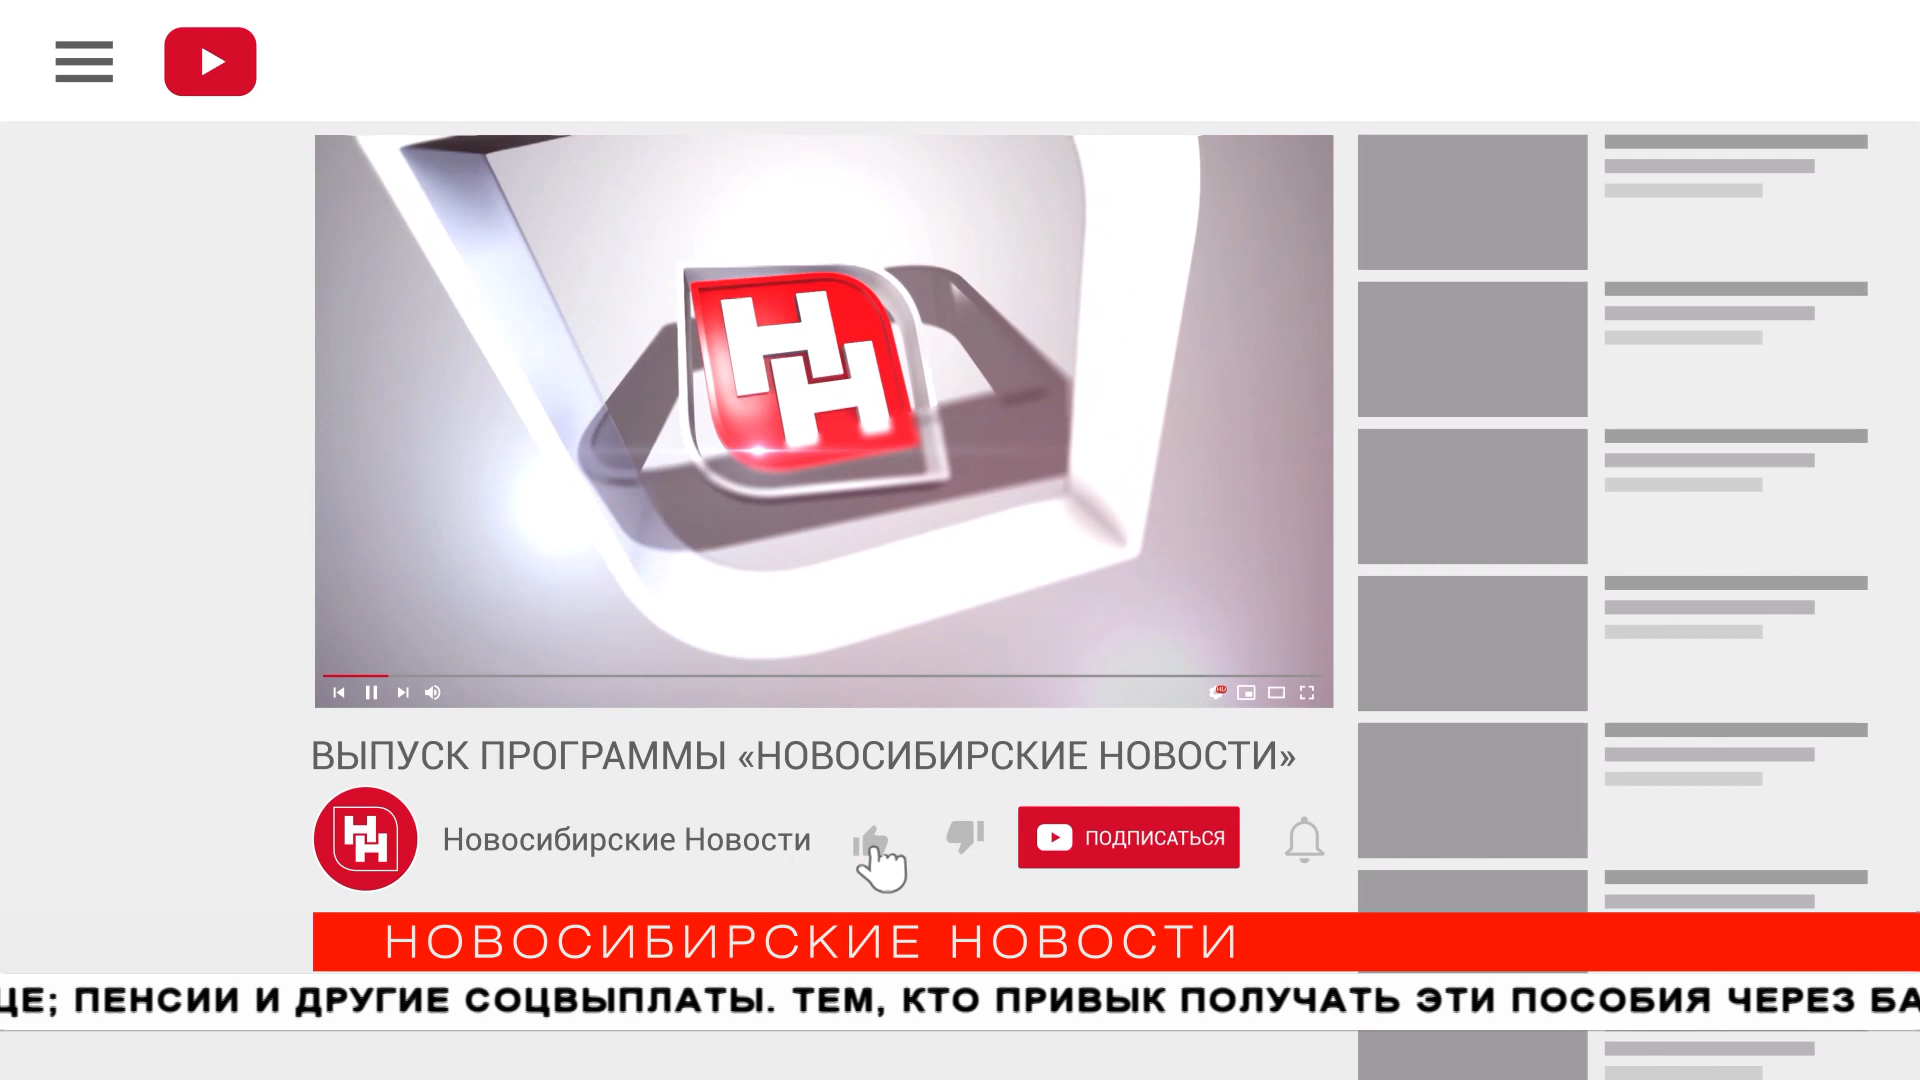 НН
ВЫПУСК ПРОГРАММЫ «НОВОСИБИРСКИЕ НОВОСТИ»
НН
Новосибирские Новости
ПОДПИСАТЬСЯ
НОВОСИБИРСКИЕ НОВОСТИ
ЦЕ; ПЕНСИИ И ДРУГИЕ СОЦВЫПЛАТЫ. ТЕМ, КТО ПРИВЫК ПОЛУЧАТЬ ЭТИ ПОСОБИЯ ЧЕРЕЗ БА